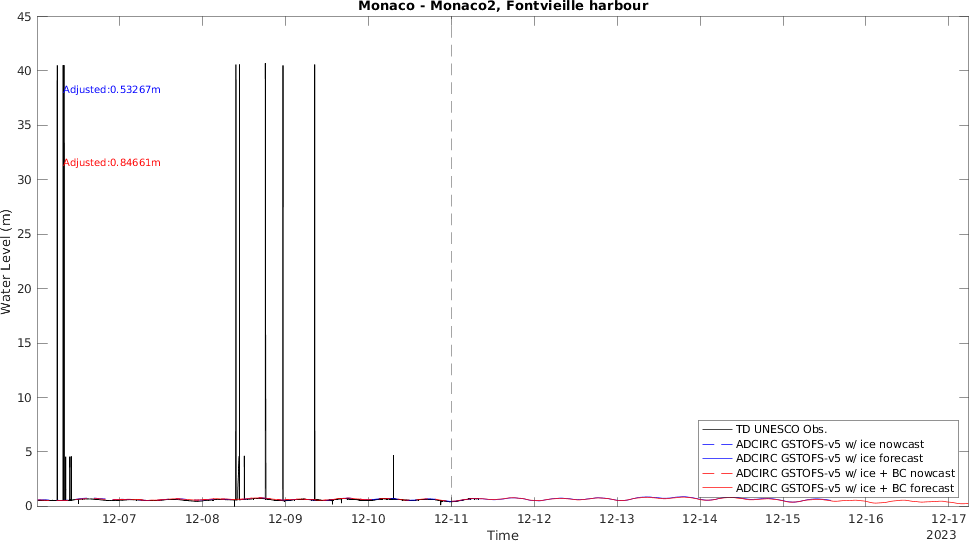 Monaco - Monaco2, Fontvieille harbour
45
40
35
30
25
20
15
10
5
0
Water Level (m)
Adjusted:0.53267m
Adjusted:0.84661m
TD UNESCO Obs.
ADCIRC GSTOFS-v5 w/ ice nowcast
ADCIRC GSTOFS-v5 w/ ice forecast
ADCIRC GSTOFS-v5 w/ ice + BC nowcast
ADCIRC GSTOFS-v5 w/ ice + BC forecast
12-07 12-08 12-09 12-10 12-11 12-12 12-13 12-14 12-15 12-16 12-17
2023
Time